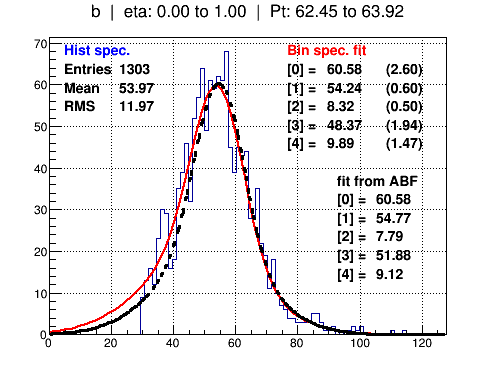 b | eta: 0.00 to 1.00 | Pt: 62.45 to 63.92
Hist spec.
Entries 1303
Mean 53.97
RMS 11.97
Bin spec. fit
[0] = 60.58 (2.60)
[1] = 54.24 (0.60)
[2] = 8.32 (0.50)
[3] = 48.37 (1.94)
[4] = 9.89 (1.47)
fit from ABF
[0] = 60.58
[1] = 54.77
[2] = 7.79
[3] = 51.88
[4] = 9.12
70
60
50
40
30
20
10
0
0 20 40 60 80 100 120